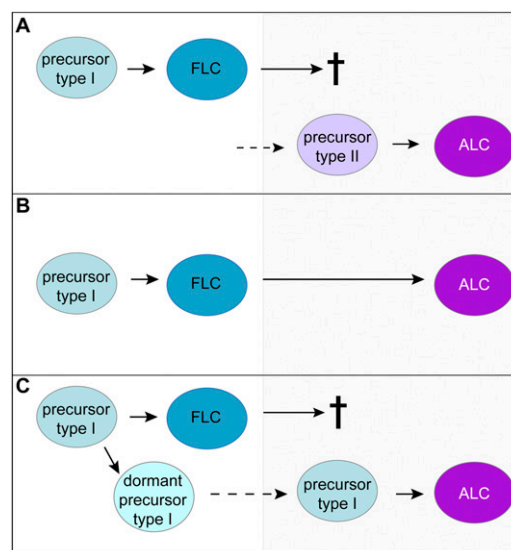 A
precursor
type I
FLC
precursor
type II
ALC
B
precursor
type I
FLC
ALC
C
precursor
type I
FLC
dormant
precursor
type I
precursor
type I
ALC